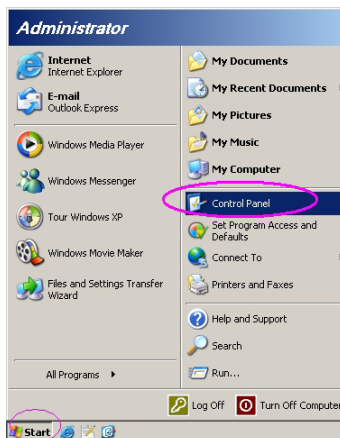 Administrator
Internet
Internet Explorer
E-mail
Outlook Express
Windows Media Player
Windows Messenger
Tour Windows XP
Windows Movie Maker
Files and Settings Transfer
Wizard
All Programs
My Documents
My Recent Documents
My Pictures
My Music
My Computer
Control Panel
Set Program Access and
Defaults
Connect To
Printers and Faxes
Help and Support
Search
Run...
Log Off
Turn Off Computer
Start